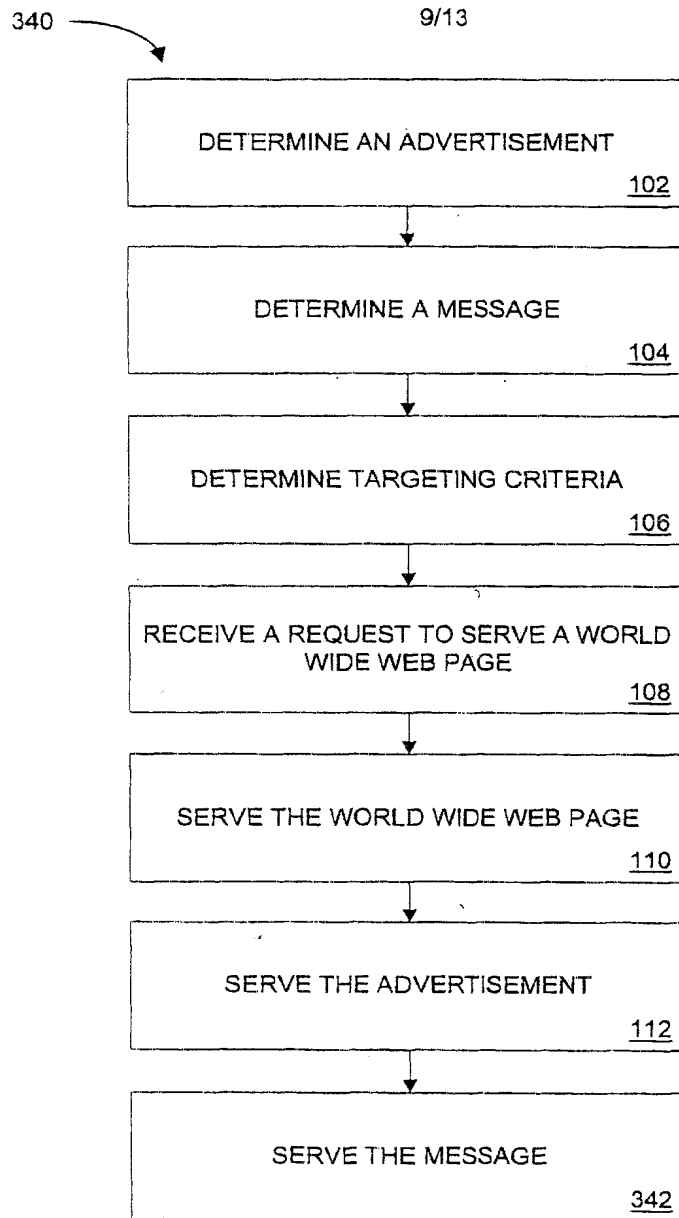 340
9/13
DETERMINE AN ADVERTISEMENT
102
DETERMINE A MESSAGE
104
DETERMINE TARGETING CRITERIA
106
RECEIVE A REQUEST TO SERVE A WORLD
WIDE WEB PAGE
108
SERVE THE WORLD WIDE WEB PAGE
110
SERVE THE ADVERTISEMENT
112
SERVE THE MESSAGE
342